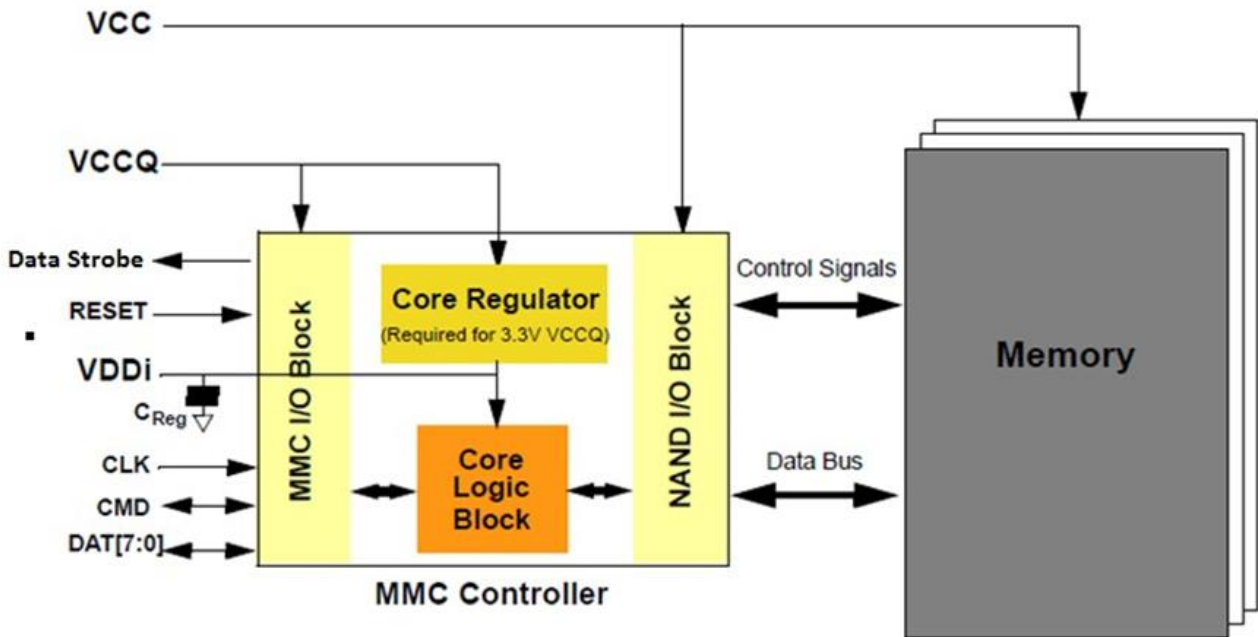 VCC
VCCQ
Data Strobe
RESET
VDDi
C Reg
CLK
CMD
DAT[7:0]
MMC I/O Block
Core Regulator
(Required for 3.3V VCCQ)
Core
Logic
Block
NAND I/O Block
MMC Controller
Control Signals
Data Bus
Memory